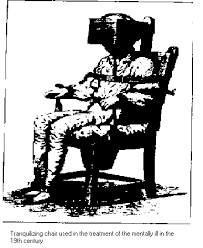 Tranquilizing chair used in the treatment of the mentally ill in the
19th century